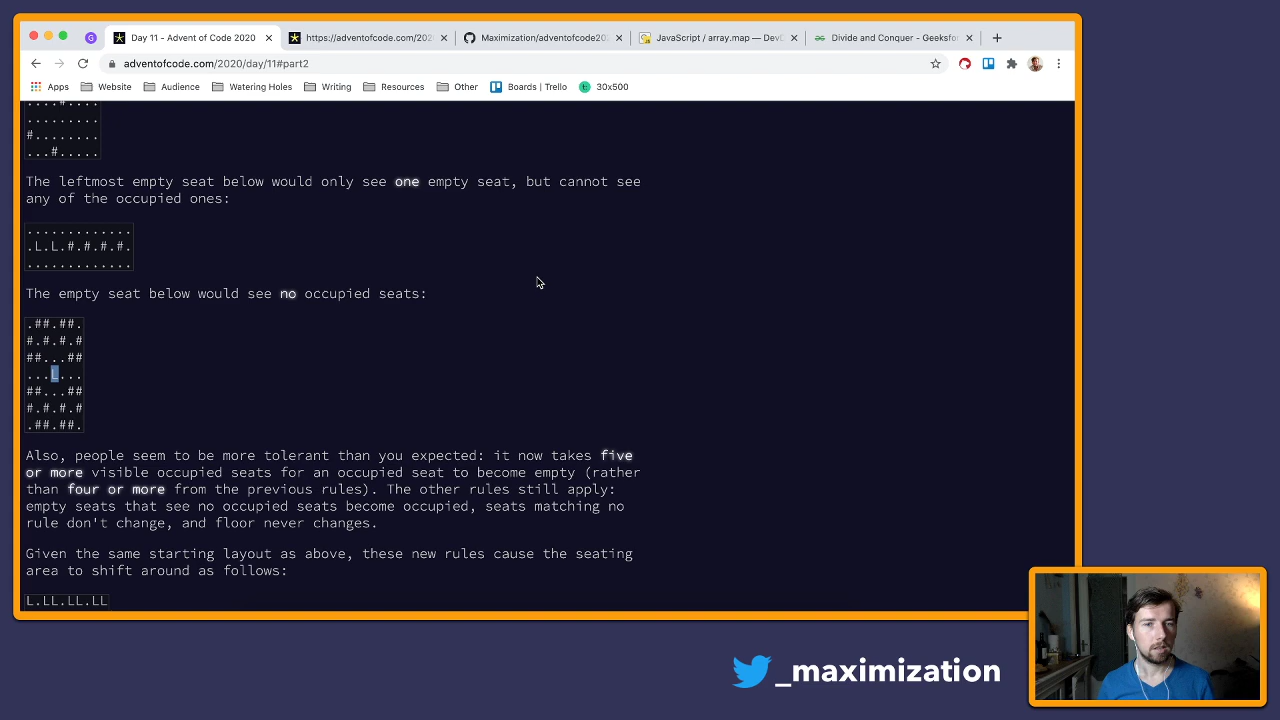 Day 11 - Advent of Code 2020
https://adventofcode.com/202
Maximization/adventofcode202
JavaScript / array.map — DevD
Divide and Conquer - Geeksfo
adventofcode.com/2020/day/11#part2
Apps
Website
Audience
Watering Holes
Writing
Resources
Other
Boards | Trello
30x500
....#....
.........
#........
...#.....
The leftmost empty seat below would only see one empty seat, but cannot see
any of the occupied ones:
.............
.L.L.#.#.#.#.
.............
The empty seat below would see no occupied seats:
.##.##.
#.#.#.#
##...##
...L...
##...##
#.#.#.#
.##.##.
Also, people seem to be more tolerant than you expected: it now takes five
or more visible occupied seats for an occupied seat to become empty (rather
than four or more from the previous rules). The other rules still apply:
empty seats that see no occupied seats become occupied, seats matching no
rule don't change, and floor never changes.
Given the same starting layout as above, these new rules cause the seating
area to shift around as follows:
L.LL.LL.LL
_maximization